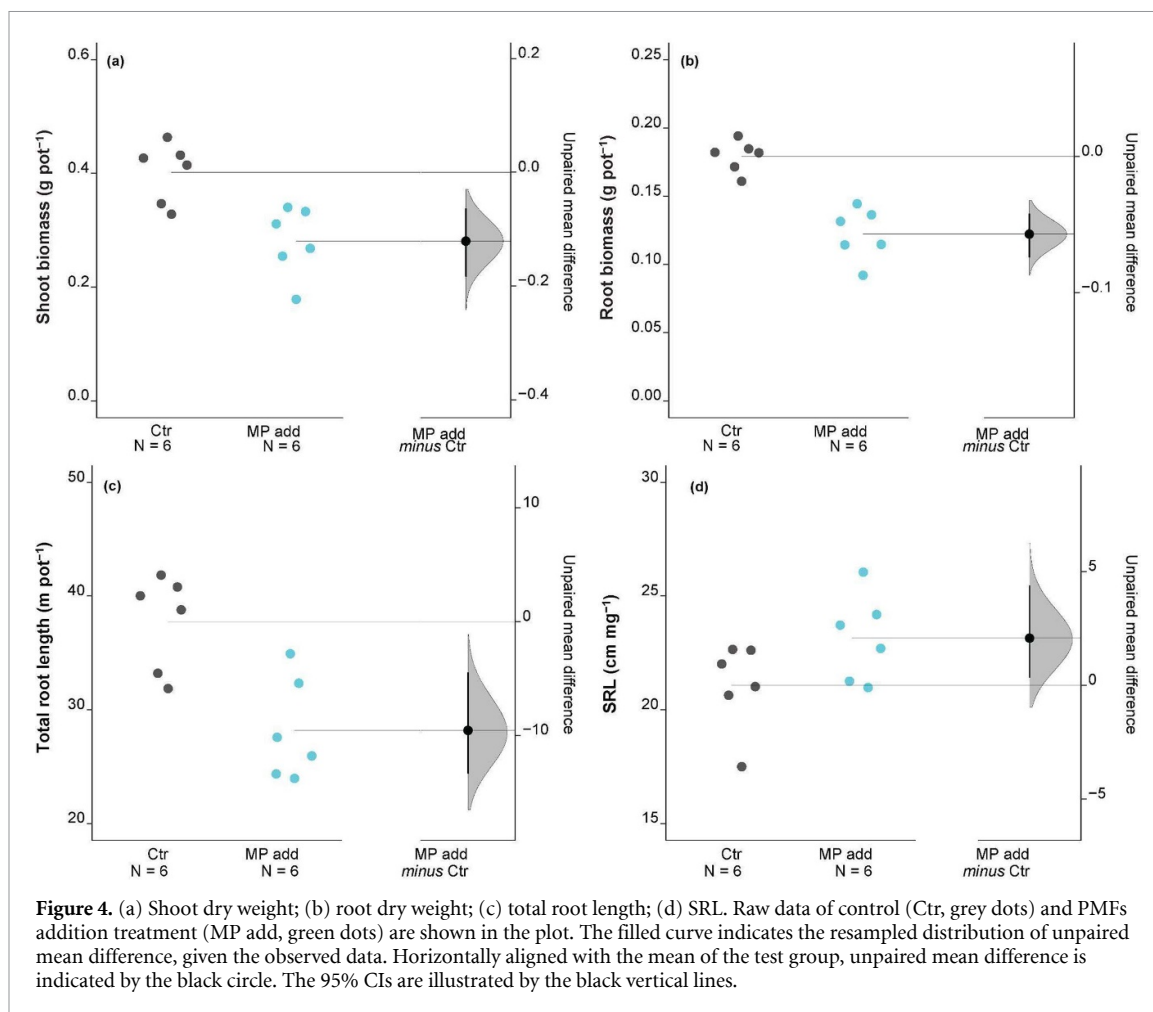 (a)
Shoot biomass (g pot⁻¹)
0.6
0.4
0.2
0.0
0.2
0.0
−0.2
−0.4
Unpaired mean difference
Ctr
N = 6
MP add
N = 6
MP add
minus Ctr
(b)
Root biomass (g pot⁻¹)
0.25
0.20
0.15
0.10
0.05
0.00
0.0
−0.1
Unpaired mean difference
Ctr
N = 6
MP add
N = 6
MP add
minus Ctr
(c)
Total root length (m pot⁻¹)
50
40
30
20
10
0
−10
Unpaired mean difference
Ctr
N = 6
MP add
N = 6
MP add
minus Ctr
(d)
SRL (cm mg⁻¹)
30
25
20
15
5
0
−5
Unpaired mean difference
Ctr
N = 6
MP add
N = 6
MP add
minus Ctr
Figure 4. (a) Shoot dry weight; (b) root dry weight; (c) total root length; (d) SRL. Raw data of control (Ctr, grey dots) and PMFs
addition treatment (MP add, green dots) are shown in the plot. The filled curve indicates the resampled distribution of unpaired
mean difference, given the observed data. Horizontally aligned with the mean of the test group, unpaired mean difference is
indicated by the black circle. The 95% CIs are illustrated by the black vertical lines.